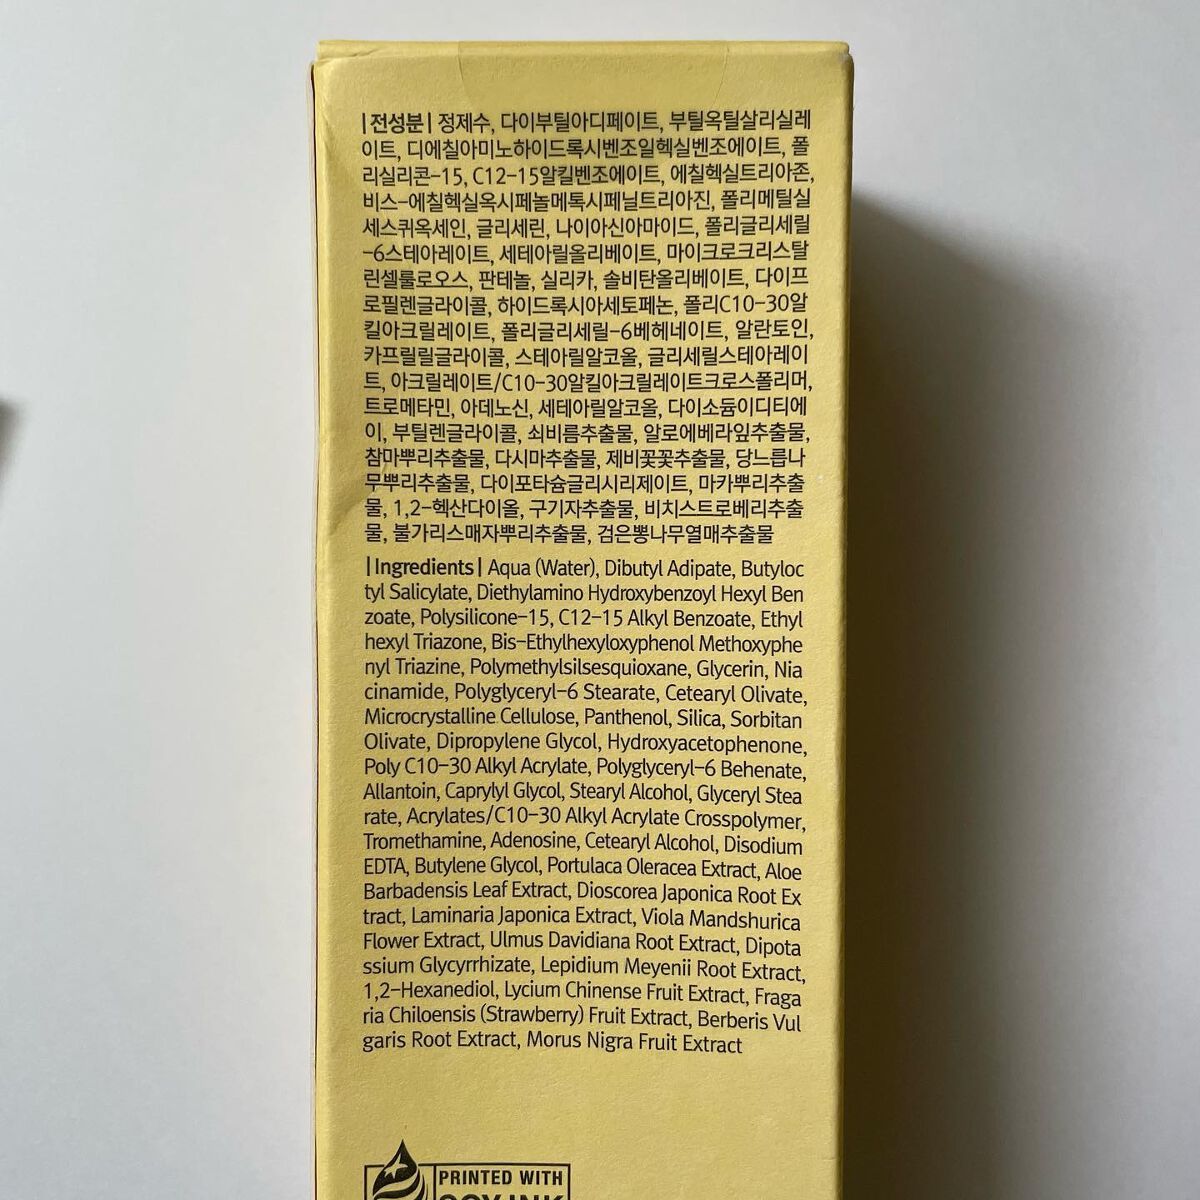 |전성분| 정제수, 다이부틸아디페이트, 부틸옥틸살리실레
이트, 디에칠아미노하이드록시벤조일헥실벤조에이트, 폴
리실리콘-15, C12-15알킬벤조에이트, 에칠헥실트리아존,
비스-에칠헥실옥시페놀메톡시페닐트리아진, 폴리메틸실
세스퀴옥세인, 글리세린, 나이아신아마이드, 폴리글리세릴
-6스테아레이트, 세테아릴올리베이트, 마이크로크리스탈
린셀룰로오스, 판테놀, 실리카, 솔비탄올리베이트, 다이프
로필렌글라이콜, 하이드록시아세토페논, 폴리C10-30알
킬아크릴레이트, 폴리글리세릴-6베헤네이트, 알란토인,
카프릴릴글라이콜, 스테아릴알코올, 글리세릴스테아레이
트, 아크릴레이트/C10-30알킬아크릴레이트크로스폴리머,
트로메타민, 아데노신, 세테아릴알코올, 다이소듐이디티에
이, 부틸렌글라이콜, 쇠비름추출물, 알로에베라잎추출물,
참마뿌리추출물, 다시마추출물, 제비꽃꽃추출물, 당느릅나
무뿌리추출물, 다이포타슘글리시리제이트, 마카뿌리추출
물, 1,2-헥산다이올, 구기자추출물, 비치스트로베리추출
물, 불가리스매자뿌리추출물, 검은뽕나무열매추출물
|Ingredients| Aqua (Water), Dibutyl Adipate, Butyloc
tyl Salicylate, Diethylamino Hydroxybenzoyl Hexyl Ben
zoate, Polysilicone-15, C12-15 Alkyl Benzoate, Ethyl
hexyl Triazone, Bis-Ethylhexyloxyphenol Methoxyphe
nyl Triazine, Polymethylsilsesquioxane, Glycerin, Nia
cinamide, Polyglyceryl-6 Stearate, Cetearyl Olivate,
Microcrystalline Cellulose, Panthenol, Silica, Sorbitan
Olivate, Dipropylene Glycol, Hydroxyacetophenone,
Poly C10-30 Alkyl Acrylate, Polyglyceryl-6 Behenate,
Allantoin, Caprylyl Glycol, Stearyl Alcohol, Glyceryl Stea
rate, Acrylates/C10-30 Alkyl Acrylate Crosspolymer,
Tromethamine, Adenosine, Cetearyl Alcohol, Disodium
EDTA, Butylene Glycol, Portulaca Oleracea Extract, Aloe
Barbadensis Leaf Extract, Dioscorea Japonica Root Ex
tract, Laminaria Japonica Extract, Viola Mandshurica
Flower Extract, Ulmus Davidiana Root Extract, Dipota
ssium Glycyrrhizate, Lepidium Meyenii Root Extract,
1,2-Hexanediol, Lycium Chinense Fruit Extract, Fraga
ria Chiloensis (Strawberry) Fruit Extract, Berberis Vul
garis Root Extract, Morus Nigra Fruit Extract
PRINTED WITH
SOY INK